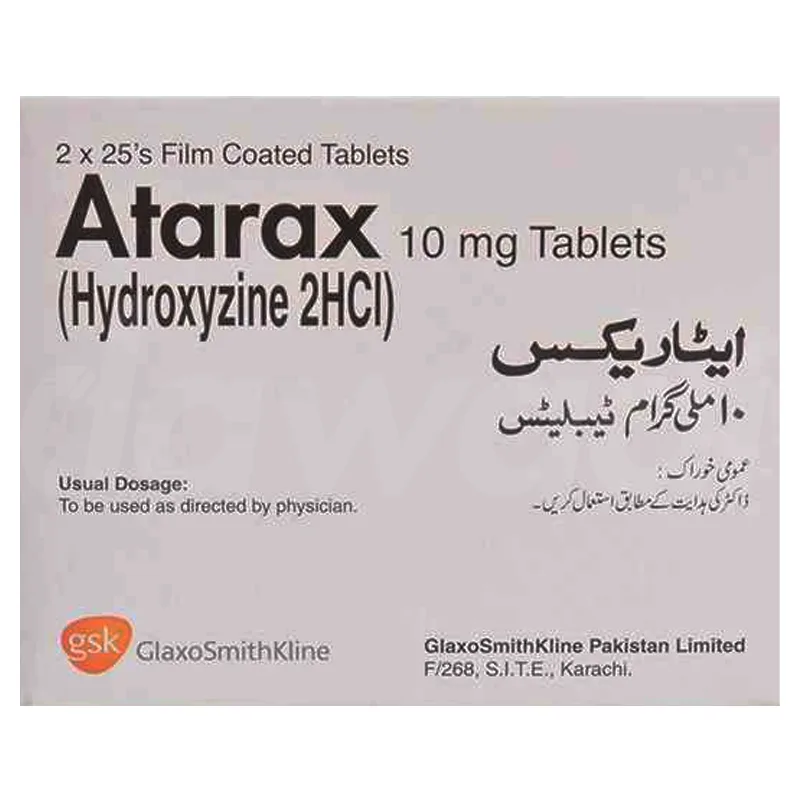 2 x 25's Film Coated Tablets
Atarax 10 mg Tablets
(Hydroxyzine 2HCl)
ایٹاریکس
۱۰ ملی گرام ٹیبلیٹس
Usual Dosage:
To be used as directed by physician.
عمومی خوراک:
ڈاکٹر کی ہدایت کے مطابق استعمال کریں۔
gsk GlaxoSmithKline
GlaxoSmithKline Pakistan Limited
F/268, S.I.T.E., Karachi.